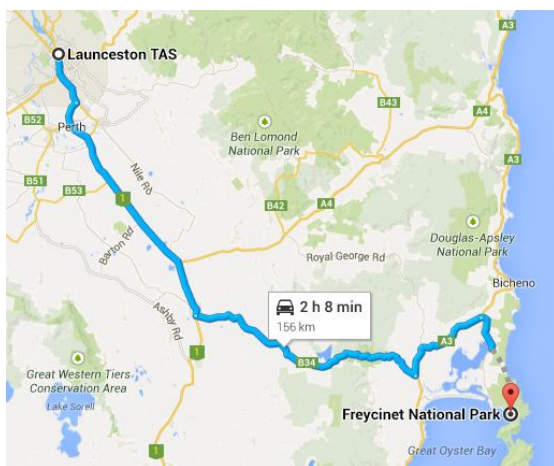 A3
Launceston TAS
B43
A4
B52
Perth
Ben Lomond
National Park
A3
Nile Rd
B51
B53
1
B42
A4
Barton Rd
Douglas-Apsley
National Park
Royal George Rd
Bicheno
Ashby Rd
2 h 8 min
156 km
1
A3
B34
Great Western Tiers
Conservation Area
Lake Sorell
Freycinet National Park
1
Great Oyster Bay